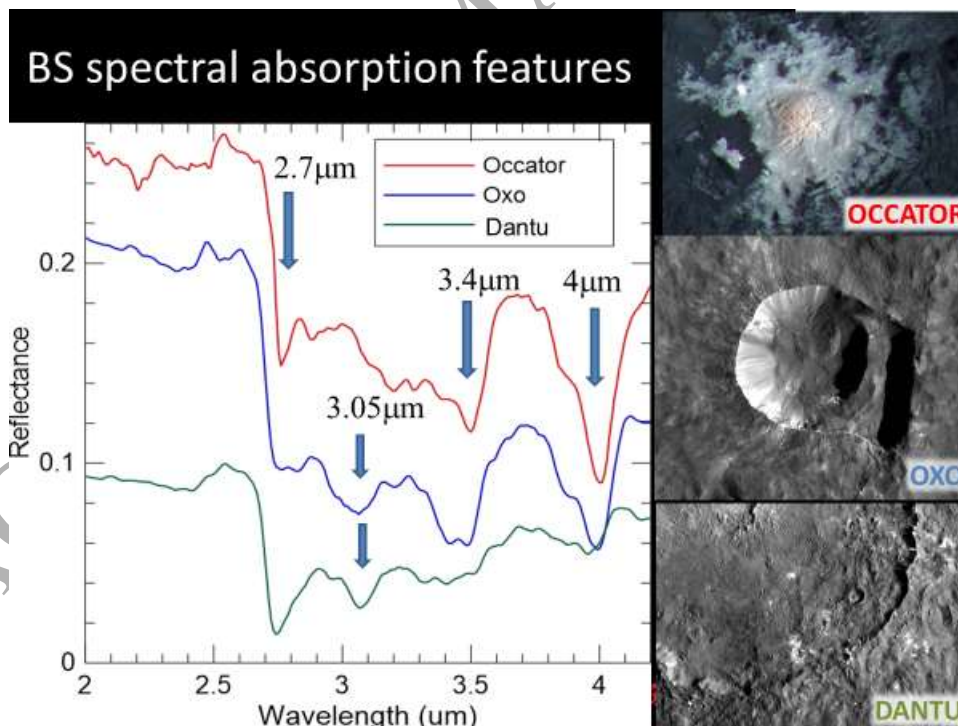 BS spectral absorption features
2.7μm
Occator
Oxo
Dantu
3.4μm
4μm
3.05μm
0.2
0.1
0
Reflectance
2
2.5
3
3.5
4
Wavelength (um)
OCCATOR
OXO
DANTU